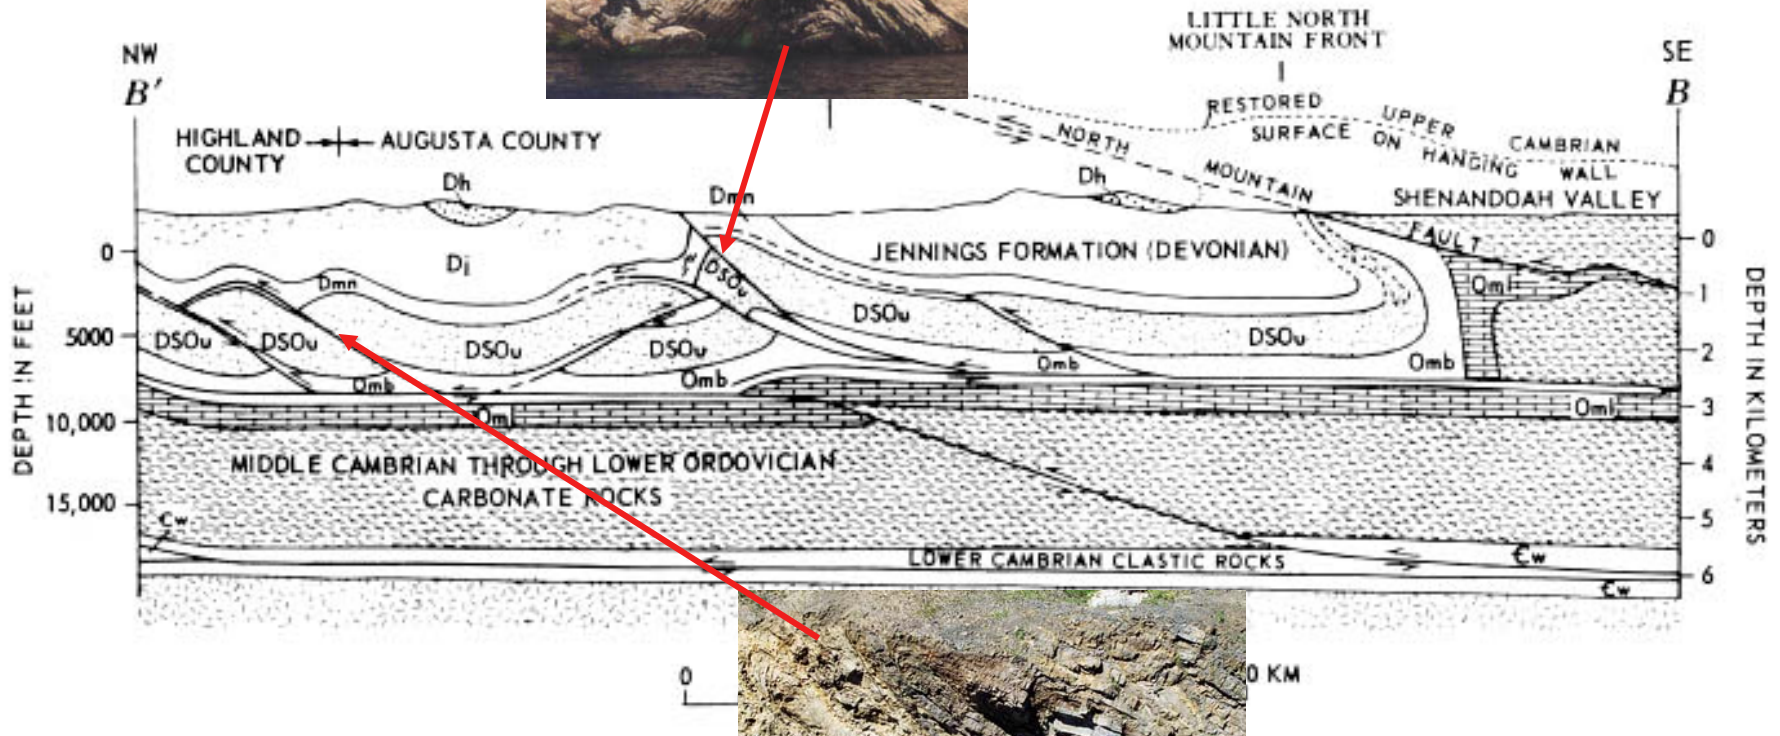 LITTLE NORTH
MOUNTAIN FRONT
NW
B'
SE
B
HIGHLAND
COUNTY
AUGUSTA COUNTY
RESTORED UPPER CAMBRIAN
SURFACE ON HANGING WALL
NORTH MOUNTAIN FAULT
SHENANDOAH VALLEY
Dh
Dmn
Dh
JENNINGS FORMATION (DEVONIAN)
Dj
Dmn
DSOu
DSOu
DSOu
DSOu
DSOu
DSOu
DSOu
Oml
Omb
Omb
Omb
Omb
Oml
Oml
MIDDLE CAMBRIAN THROUGH LOWER ORDOVICIAN
CARBONATE ROCKS
LOWER CAMBRIAN CLASTIC ROCKS
Єw
Єw
Єw
DEPTH IN FEET
0
5000
10,000
15,000
DEPTH IN KILOMETERS
0
1
2
3
4
5
6
0
0 KM